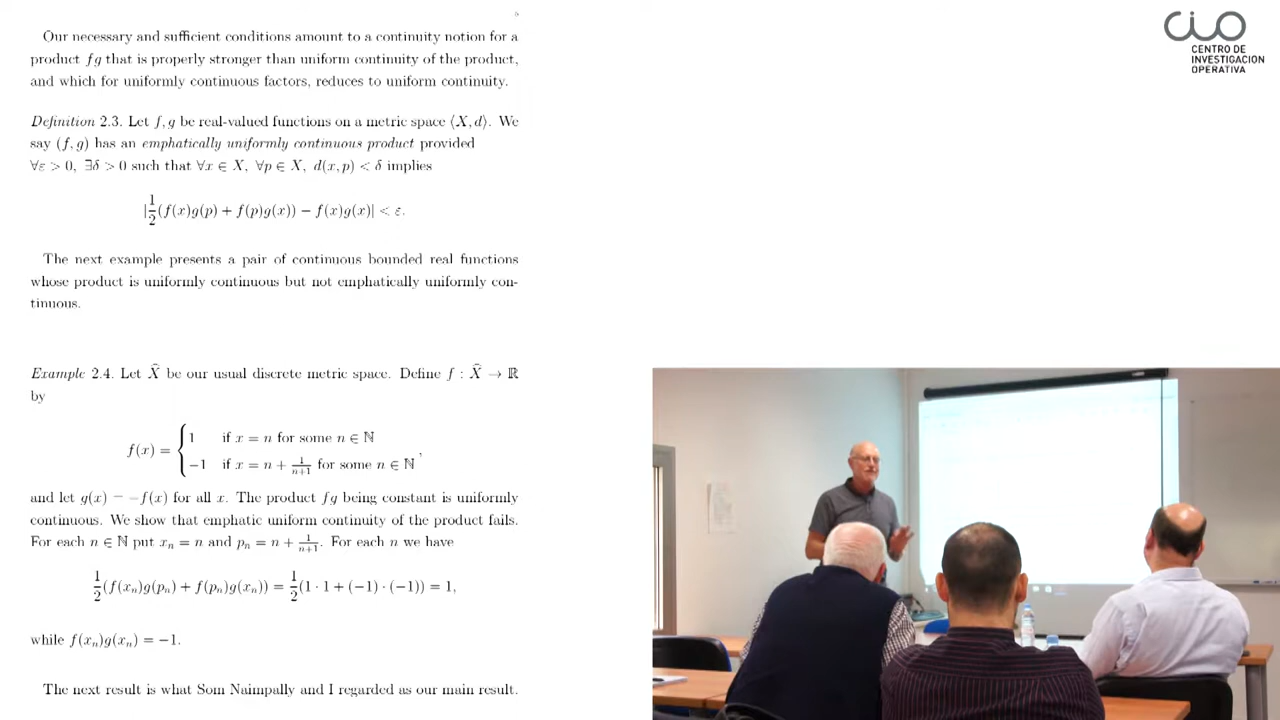 Our necessary and sufficient conditions amount to a continuity notion for a
product fg that is properly stronger than uniform continuity of the product,
and which for uniformly continuous factors, reduces to uniform continuity.
Definition 2.3. Let f, g be real-valued functions on a metric space ⟨X, d⟩. We
say (f, g) has an emphatically uniformly continuous product provided
∀ε > 0, ∃δ > 0 such that ∀x ∈ X, ∀p ∈ X, d(x, p) < δ implies
|1/2(f(x)g(p) + f(p)g(x)) − f(x)g(x)| < ε.
The next example presents a pair of continuous bounded real functions
whose product is uniformly continuous but not emphatically uniformly con-
tinuous.
Example 2.4. Let X̂ be our usual discrete metric space. Define f : X̂ → ℝ
by
f(x) = { 1 if x = n for some n ∈ ℕ
−1 if x = n + 1/(n+1) for some n ∈ ℕ ,
and let g(x) = −f(x) for all x. The product fg being constant is uniformly
continuous. We show that emphatic uniform continuity of the product fails.
For each n ∈ ℕ put xₙ = n and pₙ = n + 1/(n+1). For each n we have
1/2(f(xₙ)g(pₙ) + f(pₙ)g(xₙ)) = 1/2(1 · 1 + (−1) · (−1)) = 1,
while f(xₙ)g(xₙ) = −1.
The next result is what Som Naimpally and I regarded as our main result.
CIO
CENTRO DE
INVESTIGACION
OPERATIVA